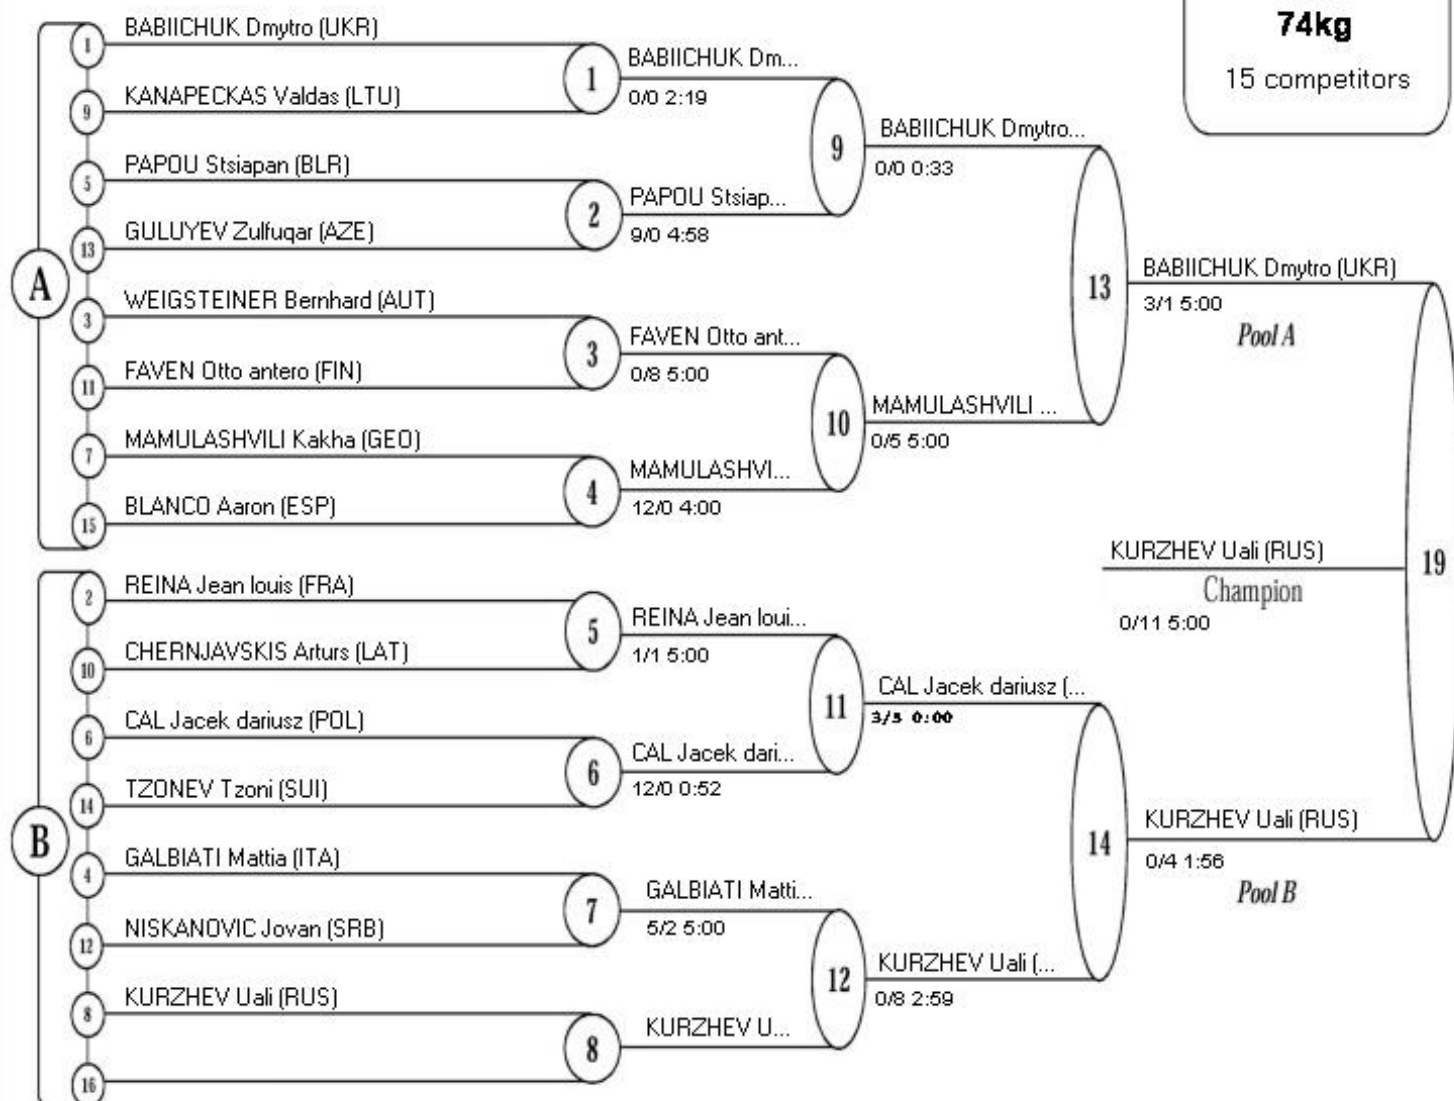 74kg
15 competitors
A
1 BABIICHUK Dmytro (UKR)
9 KANAPECKAS Valdas (LTU)
5 PAPOU Stsiapan (BLR)
13 GULUYEV Zulfuqar (AZE)
3 WEIGSTEINER Bernhard (AUT)
11 FAVEN Otto antero (FIN)
7 MAMULASHVILI Kakha (GEO)
15 BLANCO Aaron (ESP)
1
BABIICHUK Dm...
0/0 2:19
2
PAPOU Stsiap...
9/0 4:58
3
FAVEN Otto ant...
0/8 5:00
4
MAMULASHVI...
12/0 4:00
9
BABIICHUK Dmytro...
0/0 0:33
10
MAMULASHVILI ...
0/5 5:00
13
BABIICHUK Dmytro (UKR)
3/1 5:00
Pool A
B
2 REINA Jean louis (FRA)
10 CHERNJAVSKIS Arturs (LAT)
6 CAL Jacek dariusz (POL)
14 TZONEV Tzoni (SUI)
4 GALBIATI Mattia (ITA)
12 NISKANOVIC Jovan (SRB)
8 KURZHEV Uali (RUS)
16
5
REINA Jean loui...
1/1 5:00
6
CAL Jacek dari...
12/0 0:52
7
GALBIATI Matti...
5/2 5:00
8
KURZHEV U...
11
CAL Jacek dariusz (...
3/3 0:00
12
KURZHEV Uali (...
0/8 2:59
14
KURZHEV Uali (RUS)
0/4 1:56
Pool B
19
KURZHEV Uali (RUS)
Champion
0/11 5:00